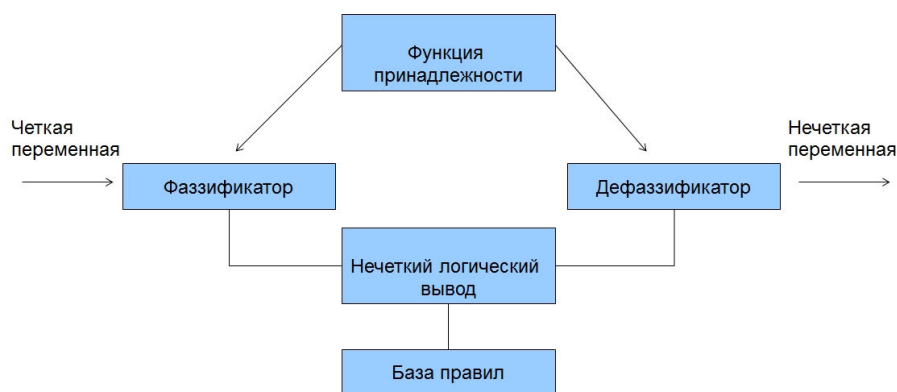 Функция
принадлежности
Четкая
переменная
Нечеткая
переменная
Фаззификатор
Дефаззификатор
Нечеткий логический
вывод
База правил